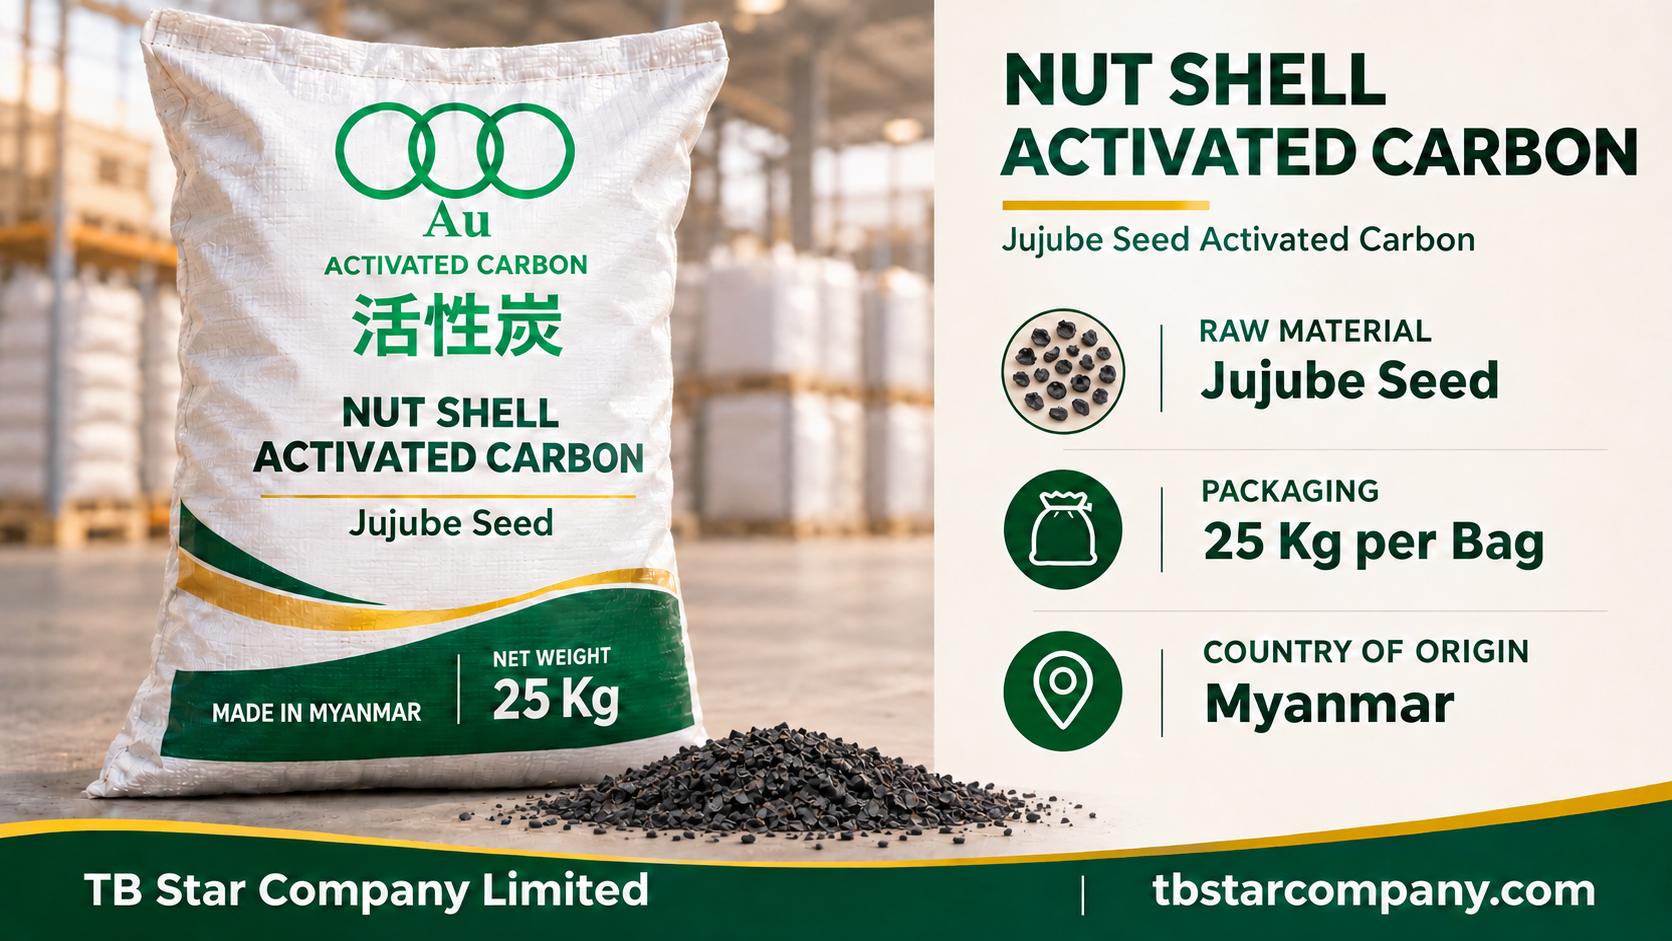 Au
ACTIVATED CARBON
活性炭
NUT SHELL
ACTIVATED CARBON
Jujube Seed
MADE IN MYANMAR
NET WEIGHT
25 Kg
NUT SHELL
ACTIVATED CARBON
Jujube Seed Activated Carbon
RAW MATERIAL
Jujube Seed
PACKAGING
25 Kg per Bag
COUNTRY OF ORIGIN
Myanmar
TB Star Company Limited
tbstarcompany.com